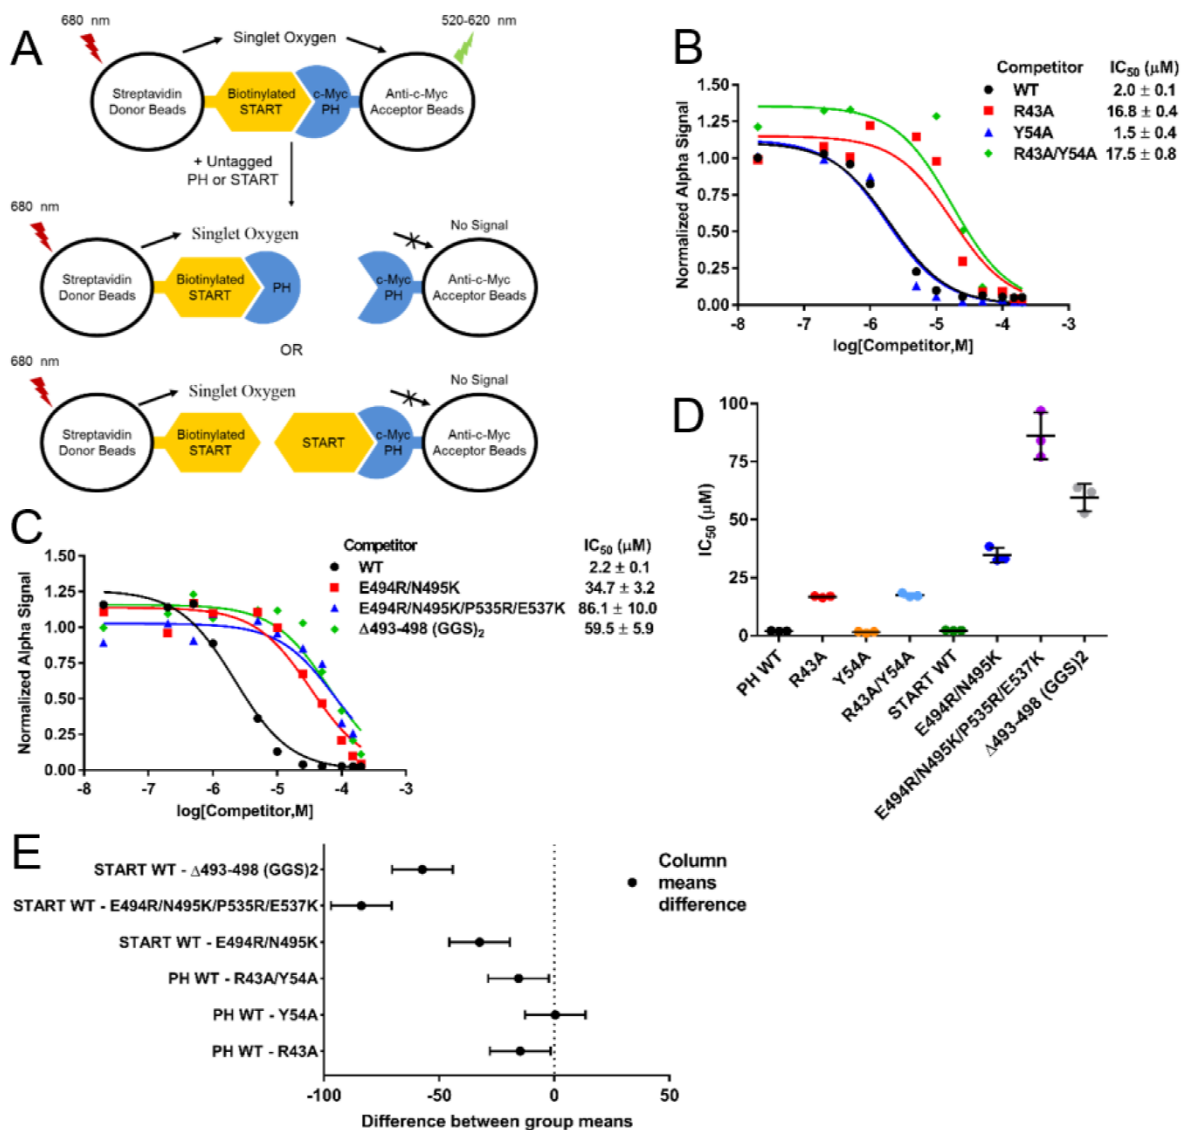 A
680 nm
Singlet Oxygen
520-620 nm
Streptavidin
Donor Beads
Biotinylated
START
c-Myc
PH
Anti-c-Myc
Acceptor Beads
+ Untagged
PH or START
680 nm
Singlet Oxygen
No Signal
Streptavidin
Donor Beads
Biotinylated
START
PH
c-Myc
PH
Anti-c-Myc
Acceptor Beads
OR
680 nm
Singlet Oxygen
No Signal
Streptavidin
Donor Beads
Biotinylated
START
START
c-Myc
PH
Anti-c-Myc
Acceptor Beads
B
Competitor IC50 (μM)
WT 2.0 ± 0.1
R43A 16.8 ± 0.4
Y54A 1.5 ± 0.4
R43A/Y54A 17.5 ± 0.8
Normalized Alpha Signal
1.50
1.25
1.00
0.75
0.50
0.25
0.00
-8 -7 -6 -5 -4 -3
log[Competitor,M]
C
Competitor IC50 (μM)
WT 2.2 ± 0.1
E494R/N495K 34.7 ± 3.2
E494R/N495K/P535R/E537K 86.1 ± 10.0
Δ493-498 (GGS)2 59.5 ± 5.9
Normalized Alpha Signal
1.50
1.25
1.00
0.75
0.50
0.25
0.00
-8 -7 -6 -5 -4 -3
log[Competitor,M]
D
IC50 (μM)
100
75
50
25
0
PH WT
R43A
Y54A
R43A/Y54A
START WT
E494R/N495K
E494R/N495K/P535R/E537K
Δ493-498 (GGS)2
E
START WT - Δ493-498 (GGS)2
START WT - E494R/N495K/P535R/E537K
START WT - E494R/N495K
PH WT - R43A/Y54A
PH WT - Y54A
PH WT - R43A
Column
means
difference
-100 -50 0 50
Difference between group means